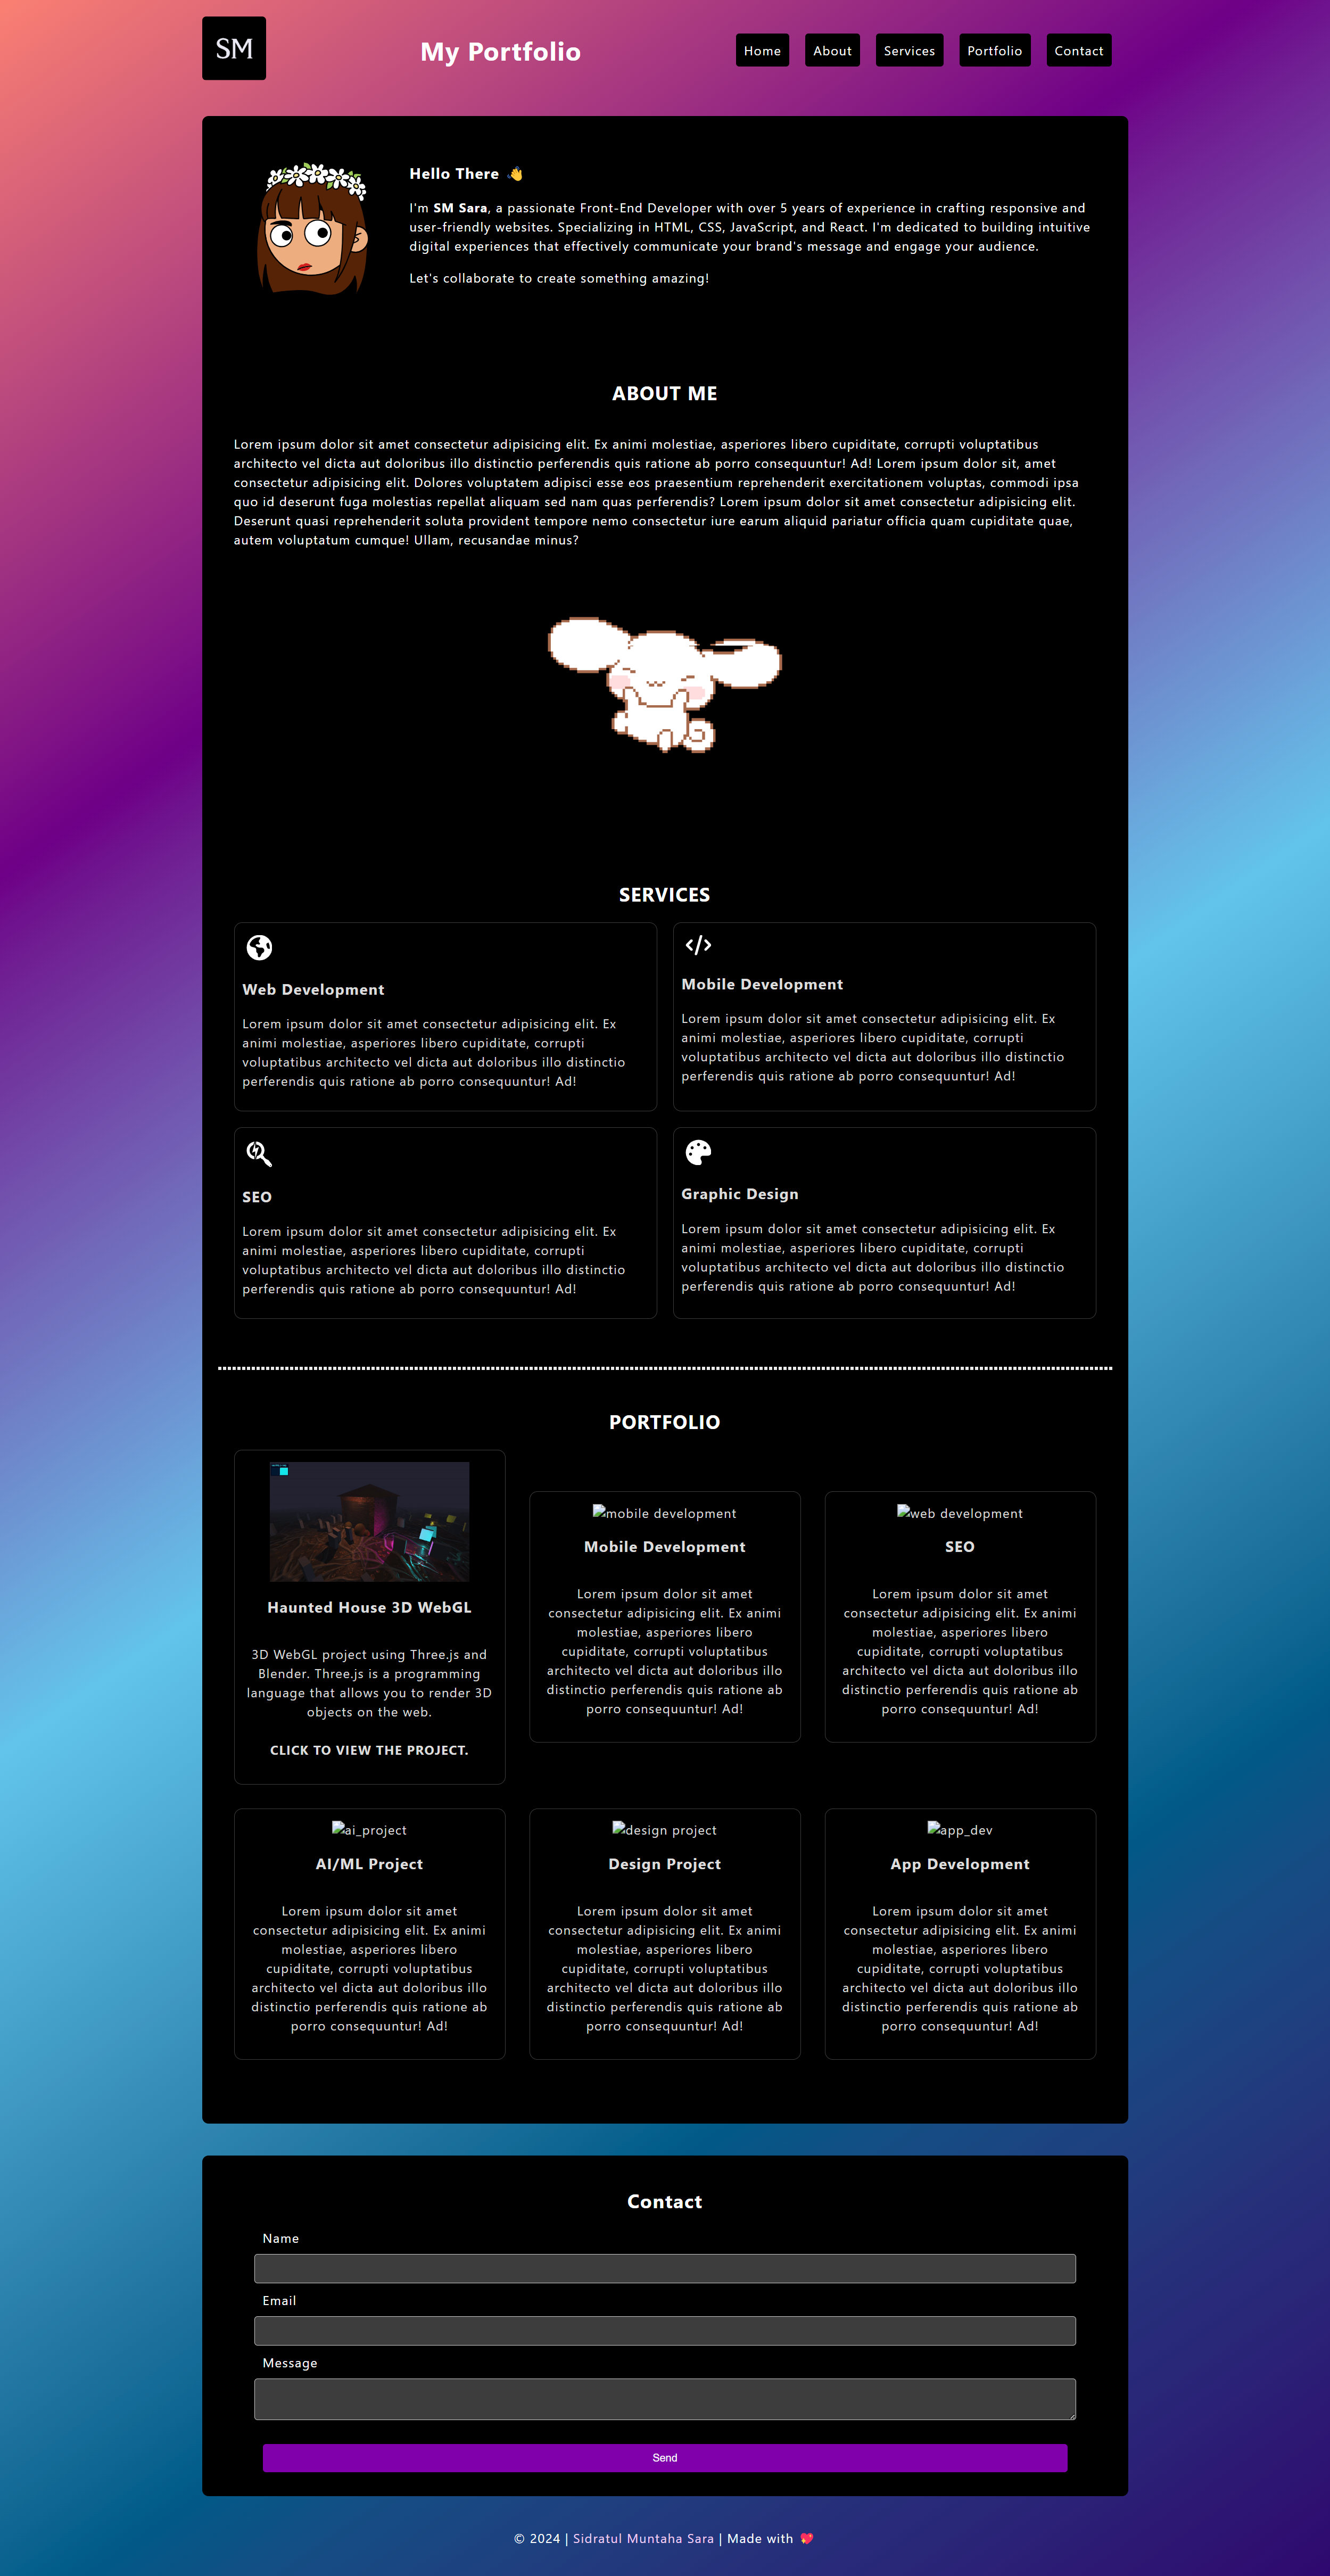 SM
My Portfolio
Home
About
Services
Portfolio
Contact
Hello There 👋
I'm SM Sara, a passionate Front-End Developer with over 5 years of experience in crafting responsive and
user-friendly websites. Specializing in HTML, CSS, JavaScript, and React. I'm dedicated to building intuitive
digital experiences that effectively communicate your brand's message and engage your audience.
Let's collaborate to create something amazing!
ABOUT ME
Lorem ipsum dolor sit amet consectetur adipisicing elit. Ex animi molestiae, asperiores libero cupiditate, corrupti voluptatibus
architecto vel dicta aut doloribus illo distinctio perferendis quis ratione ab porro consequuntur! Ad! Lorem ipsum dolor sit, amet
consectetur adipisicing elit. Dolores voluptatem adipisci esse eos praesentium reprehenderit exercitationem voluptas, commodi ipsa
quo id deserunt fuga molestias repellat aliquam sed nam quas perferendis? Lorem ipsum dolor sit amet consectetur adipisicing elit.
Deserunt quasi reprehenderit soluta provident tempore nemo consectetur iure earum aliquid pariatur officia quam cupiditate quae,
autem voluptatum cumque! Ullam, recusandae minus?
SERVICES
Web Development
Lorem ipsum dolor sit amet consectetur adipisicing elit. Ex
animi molestiae, asperiores libero cupiditate, corrupti
voluptatibus architecto vel dicta aut doloribus illo distinctio
perferendis quis ratione ab porro consequuntur! Ad!
Mobile Development
Lorem ipsum dolor sit amet consectetur adipisicing elit. Ex
animi molestiae, asperiores libero cupiditate, corrupti
voluptatibus architecto vel dicta aut doloribus illo distinctio
perferendis quis ratione ab porro consequuntur! Ad!
SEO
Lorem ipsum dolor sit amet consectetur adipisicing elit. Ex
animi molestiae, asperiores libero cupiditate, corrupti
voluptatibus architecto vel dicta aut doloribus illo distinctio
perferendis quis ratione ab porro consequuntur! Ad!
Graphic Design
Lorem ipsum dolor sit amet consectetur adipisicing elit. Ex
animi molestiae, asperiores libero cupiditate, corrupti
voluptatibus architecto vel dicta aut doloribus illo distinctio
perferendis quis ratione ab porro consequuntur! Ad!
PORTFOLIO
Haunted House 3D WebGL
3D WebGL project using Three.js and
Blender. Three.js is a programming
language that allows you to render 3D
objects on the web.
CLICK TO VIEW THE PROJECT.
mobile development
Mobile Development
Lorem ipsum dolor sit amet
consectetur adipisicing elit. Ex animi
molestiae, asperiores libero
cupiditate, corrupti voluptatibus
architecto vel dicta aut doloribus illo
distinctio perferendis quis ratione ab
porro consequuntur! Ad!
web development
SEO
Lorem ipsum dolor sit amet
consectetur adipisicing elit. Ex animi
molestiae, asperiores libero
cupiditate, corrupti voluptatibus
architecto vel dicta aut doloribus illo
distinctio perferendis quis ratione ab
porro consequuntur! Ad!
ai_project
AI/ML Project
Lorem ipsum dolor sit amet
consectetur adipisicing elit. Ex animi
molestiae, asperiores libero
cupiditate, corrupti voluptatibus
architecto vel dicta aut doloribus illo
distinctio perferendis quis ratione ab
porro consequuntur! Ad!
design project
Design Project
Lorem ipsum dolor sit amet
consectetur adipisicing elit. Ex animi
molestiae, asperiores libero
cupiditate, corrupti voluptatibus
architecto vel dicta aut doloribus illo
distinctio perferendis quis ratione ab
porro consequuntur! Ad!
app_dev
App Development
Lorem ipsum dolor sit amet
consectetur adipisicing elit. Ex animi
molestiae, asperiores libero
cupiditate, corrupti voluptatibus
architecto vel dicta aut doloribus illo
distinctio perferendis quis ratione ab
porro consequuntur! Ad!
Contact
Name
Email
Message
Send
© 2024 | Sidratul Muntaha Sara | Made with 💖